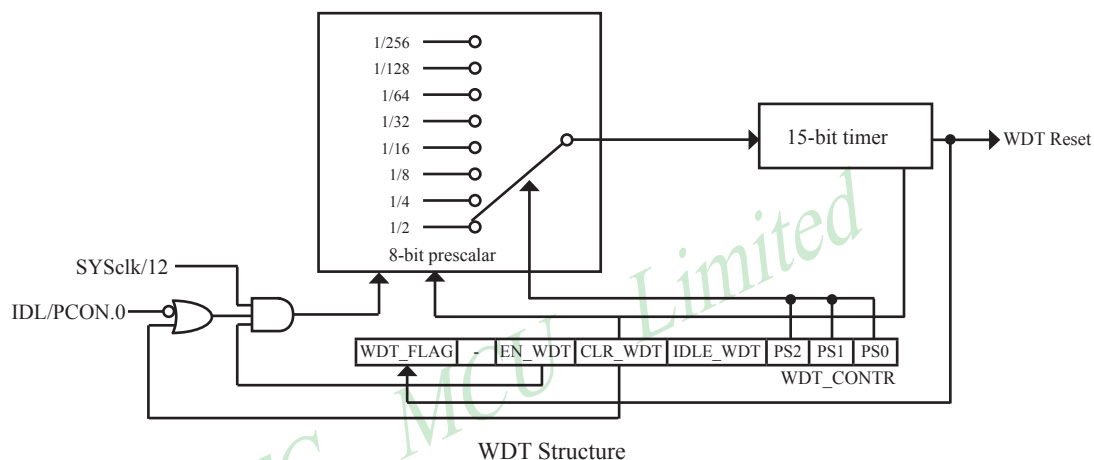 1/256
1/128
1/64
1/32
1/16
1/8
1/4
1/2
8-bit prescalar
15-bit timer
WDT Reset
SYSclk/12
IDL/PCON.0
WDT_FLAG - EN_WDT CLR_WDT IDLE_WDT PS2 PS1 PS0
WDT_CONTR
MCU Limited
WDT Structure